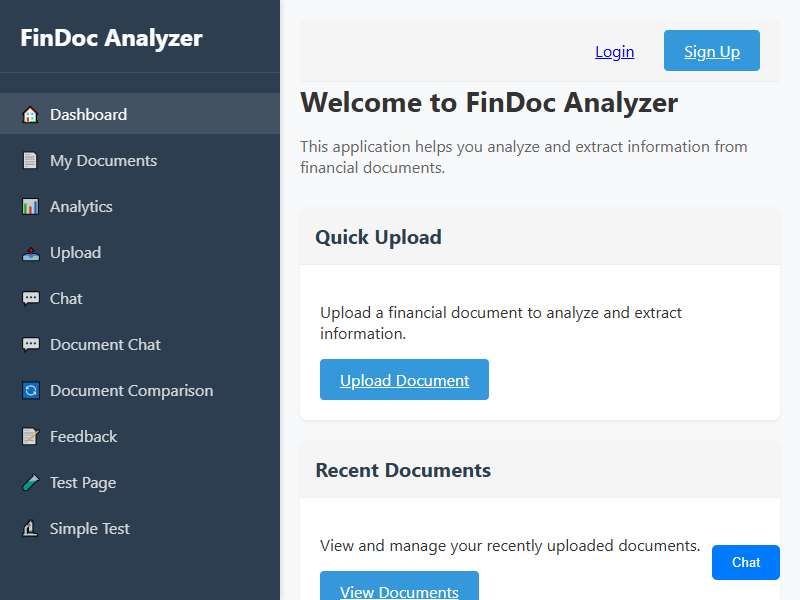 FinDoc Analyzer
Dashboard
My Documents
Analytics
Upload
Chat
Document Chat
Document Comparison
Feedback
Test Page
Simple Test
Login
Sign Up
Welcome to FinDoc Analyzer
This application helps you analyze and extract information from
financial documents.
Quick Upload
Upload a financial document to analyze and extract
information.
Upload Document
Recent Documents
View and manage your recently uploaded documents.
View Documents
Chat